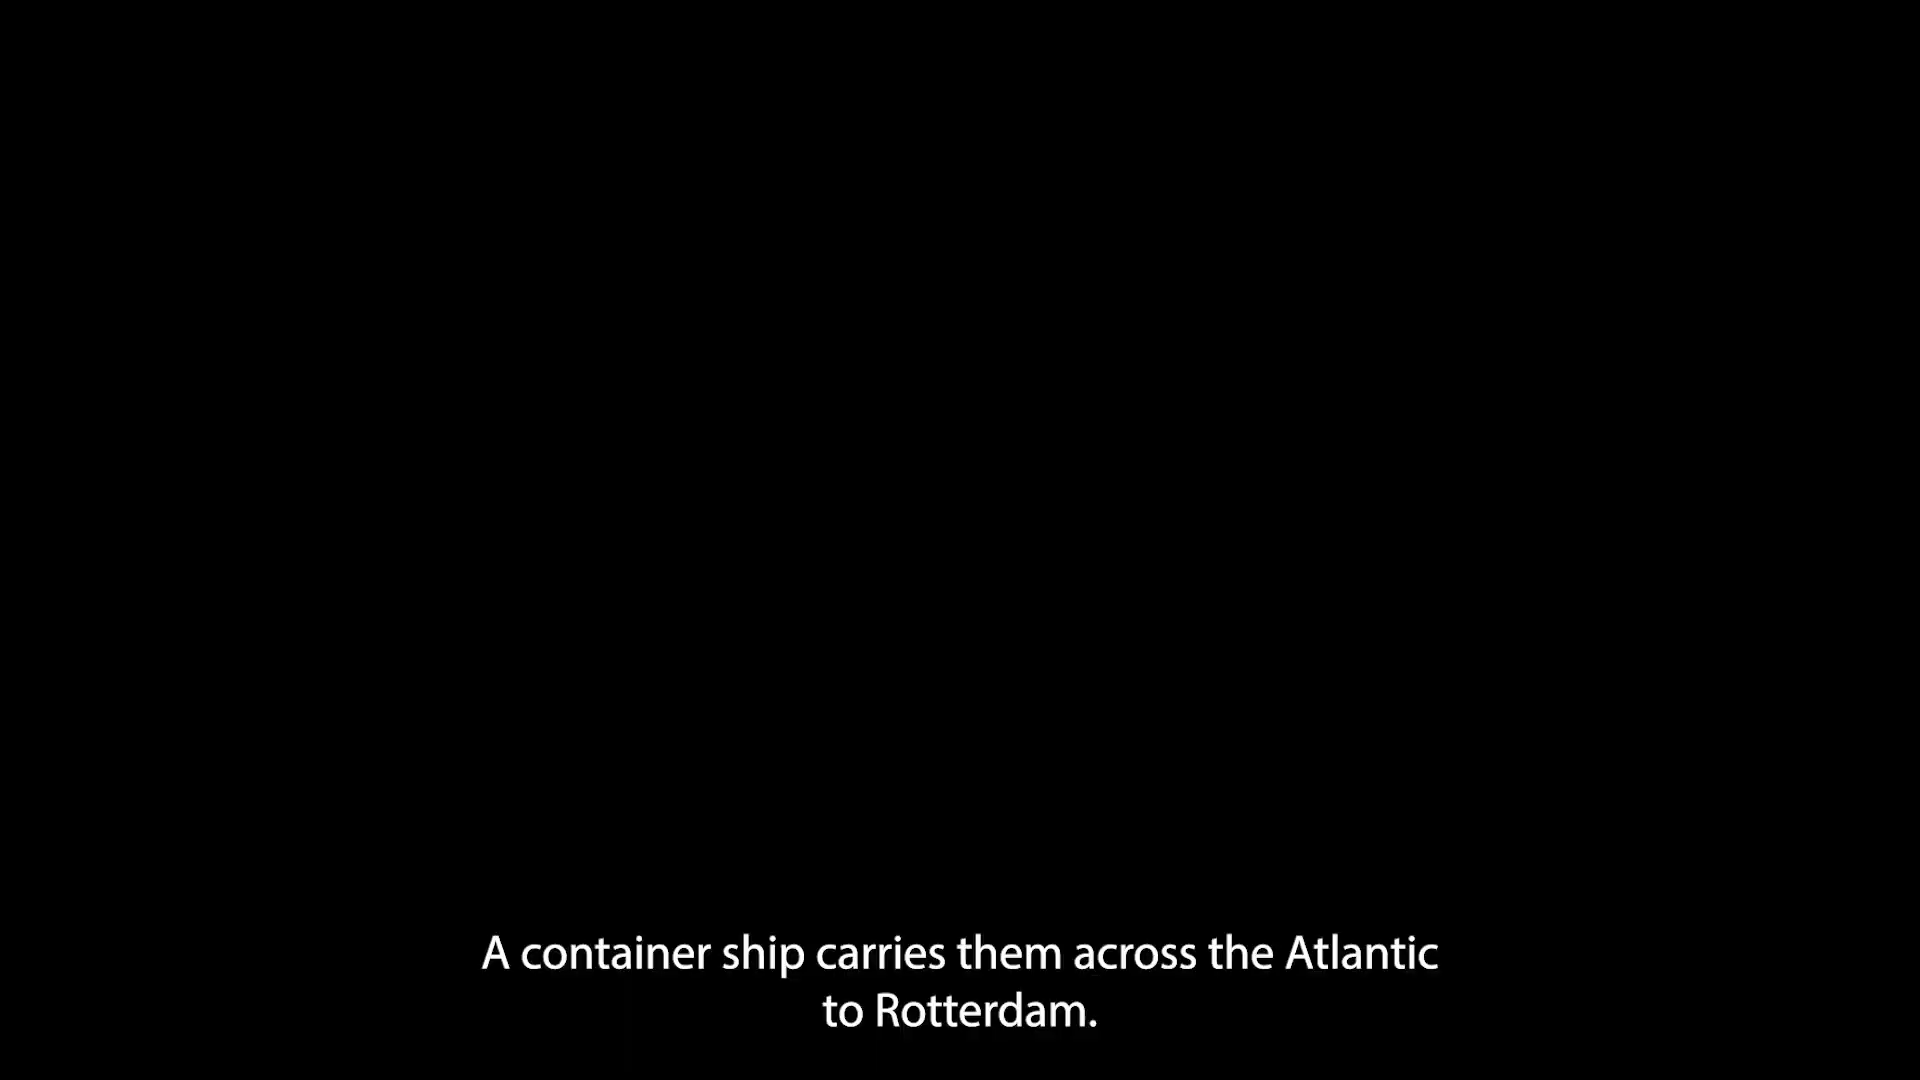 A container ship carries them across the Atlantic
to Rotterdam.